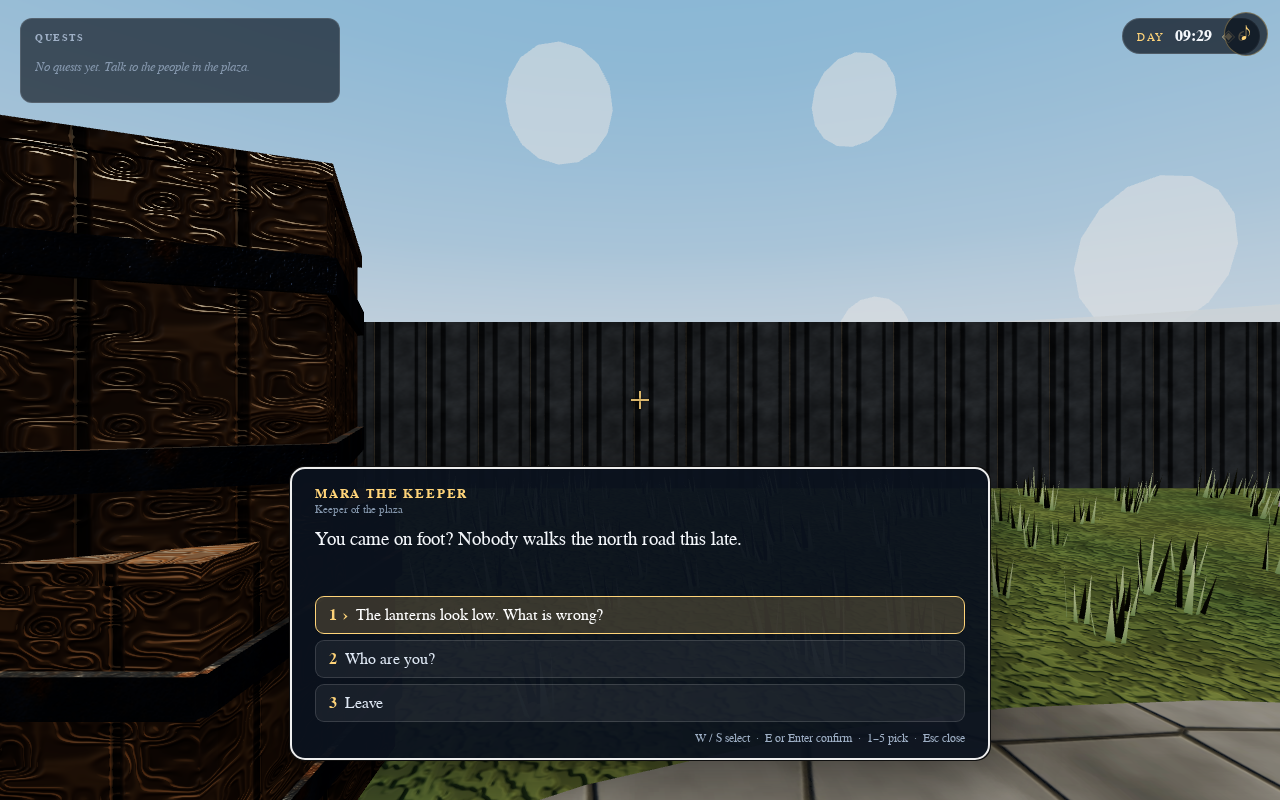 QUESTS
No quests yet. Talk to the people in the plaza.
DAY 09:29
MARA THE KEEPER
Keeper of the plaza
You came on foot? Nobody walks the north road this late.
1 › The lanterns look low. What is wrong?
2 Who are you?
3 Leave
W / S select · E or Enter confirm · 1–5 pick · Esc close